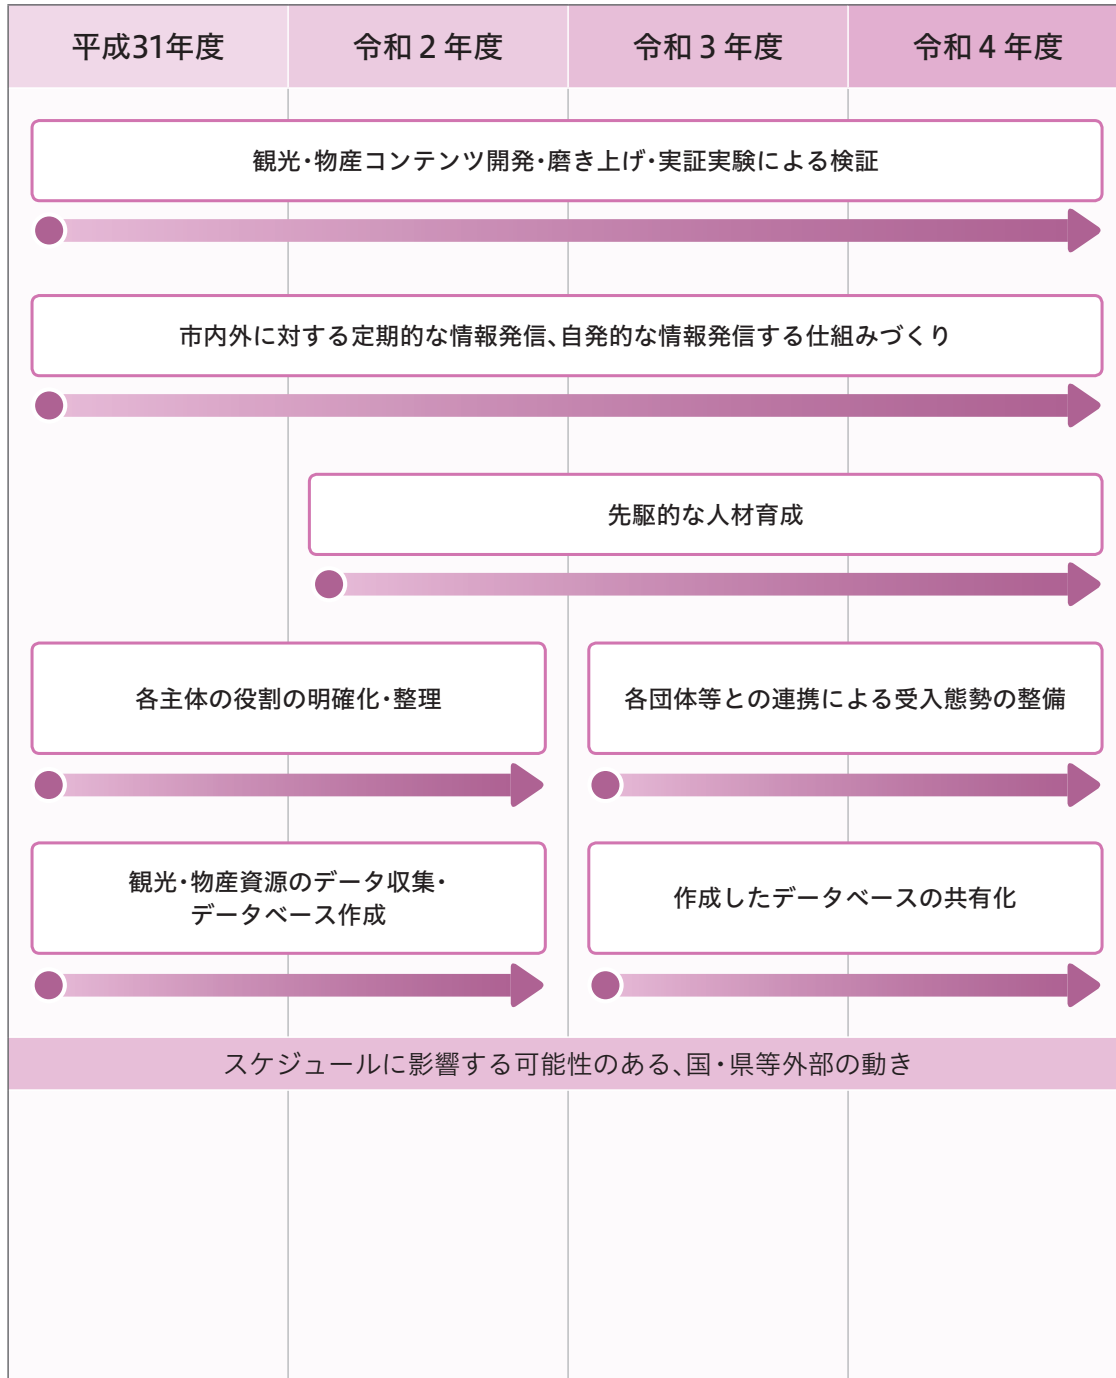 平成31年度
令和2年度
令和3年度
令和4年度
観光・物産コンテンツ開発・磨き上げ・実証実験による検証
市内外に対する定期的な情報発信、自発的な情報発信する仕組みづくり
先駆的な人材育成
各主体の役割の明確化・整理
各団体等との連携による受入態勢の整備
観光・物産資源のデータ収集・
データベース作成
作成したデータベースの共有化
スケジュールに影響する可能性のある、国・県等外部の動き